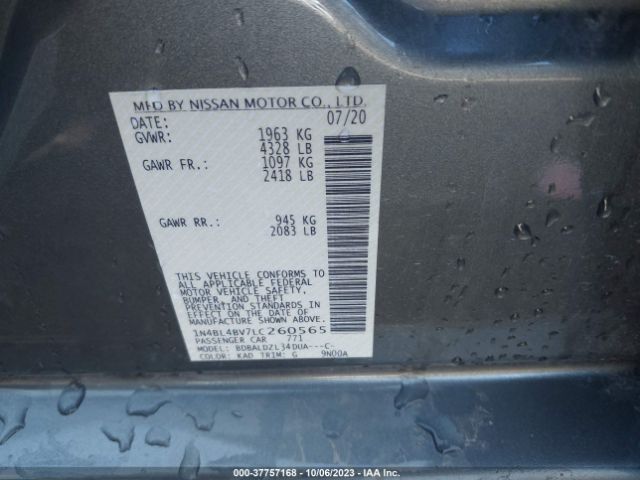 MFD BY NISSAN MOTOR CO., LTD.
DATE: 07/20
GVWR: 1963 KG
4328 LB
GAWR FR.: 1097 KG
2418 LB
GAWR RR.: 945 KG
2083 LB
THIS VEHICLE CONFORMS TO
ALL APPLICABLE FEDERAL
MOTOR VEHICLE SAFETY,
BUMPER, AND THEFT
PREVENTION STANDARDS IN
EFFECT ON THE DATE OF
MANUFACTURE SHOWN ABOVE.
1N4BL4BV7LC260565
PASSENGER CAR 771
MODEL: BDBALDZL34DUA---C-
COLOR: KAD TRIM: G 9N00A
000-37757168 - 10/06/2023 - IAA Inc.